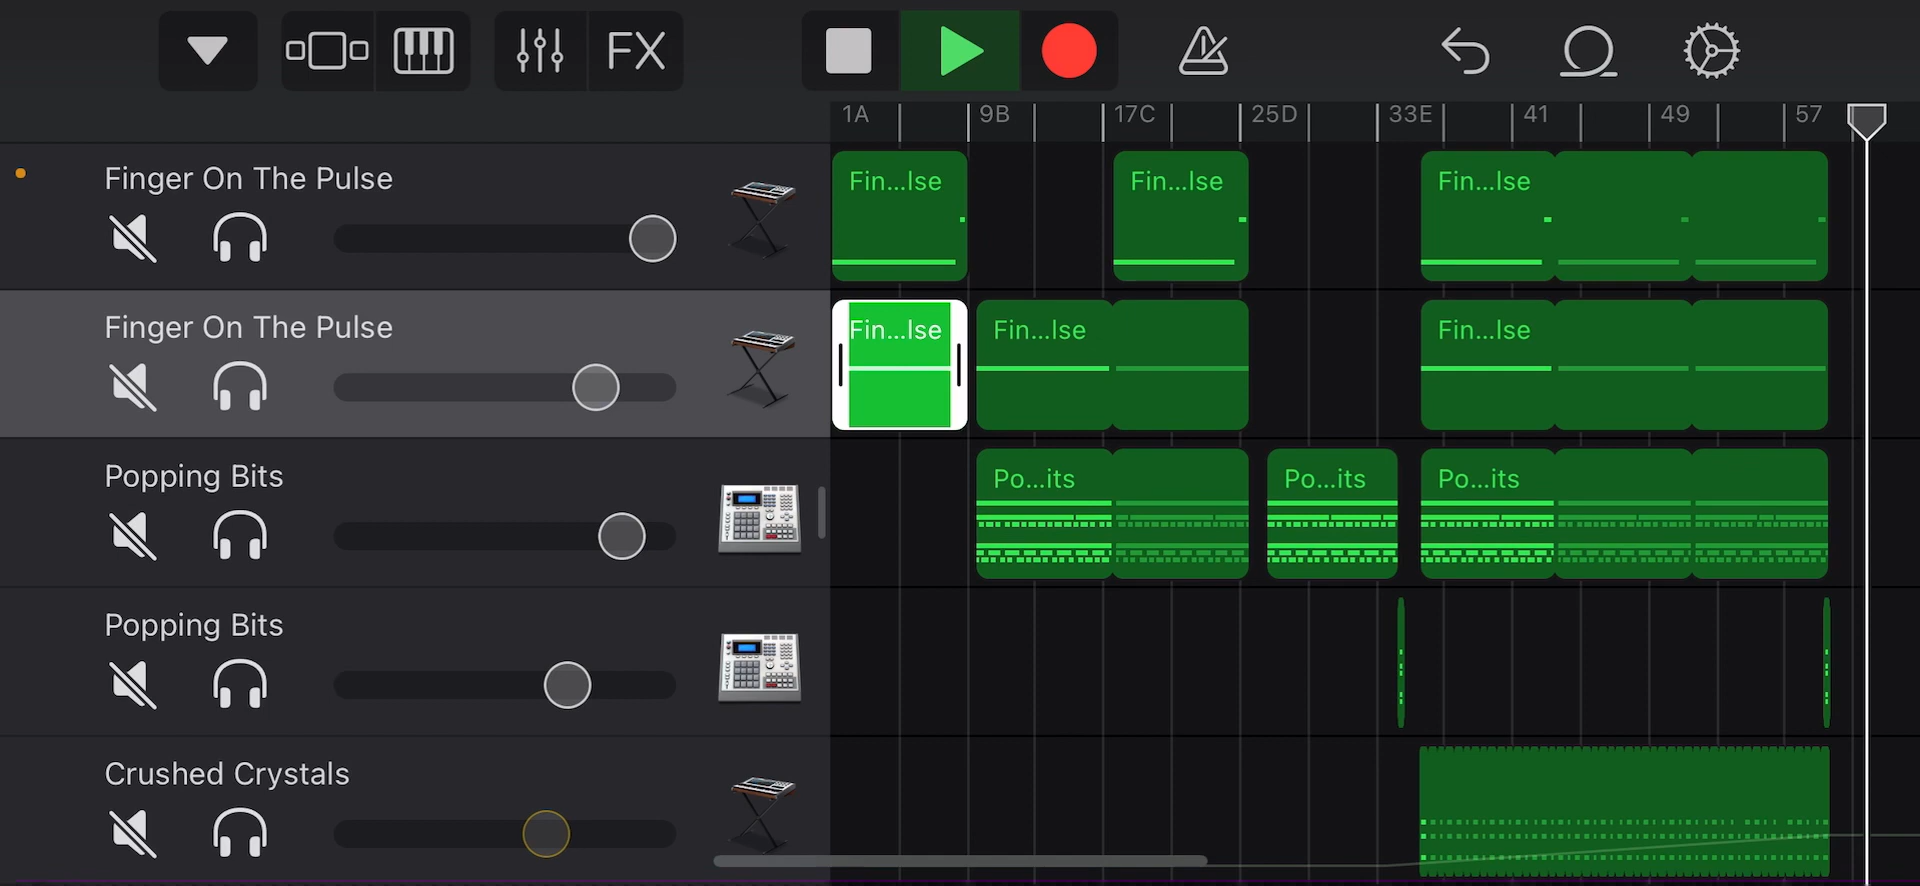 FX
1A 9B 17C 25D 33E 41 49 57
Finger On The Pulse
Fin...lse Fin...lse Fin...lse
Finger On The Pulse
Fin...lse Fin...lse Fin...lse
Popping Bits
Po...its Po...its Po...its
Popping Bits
Crushed Crystals